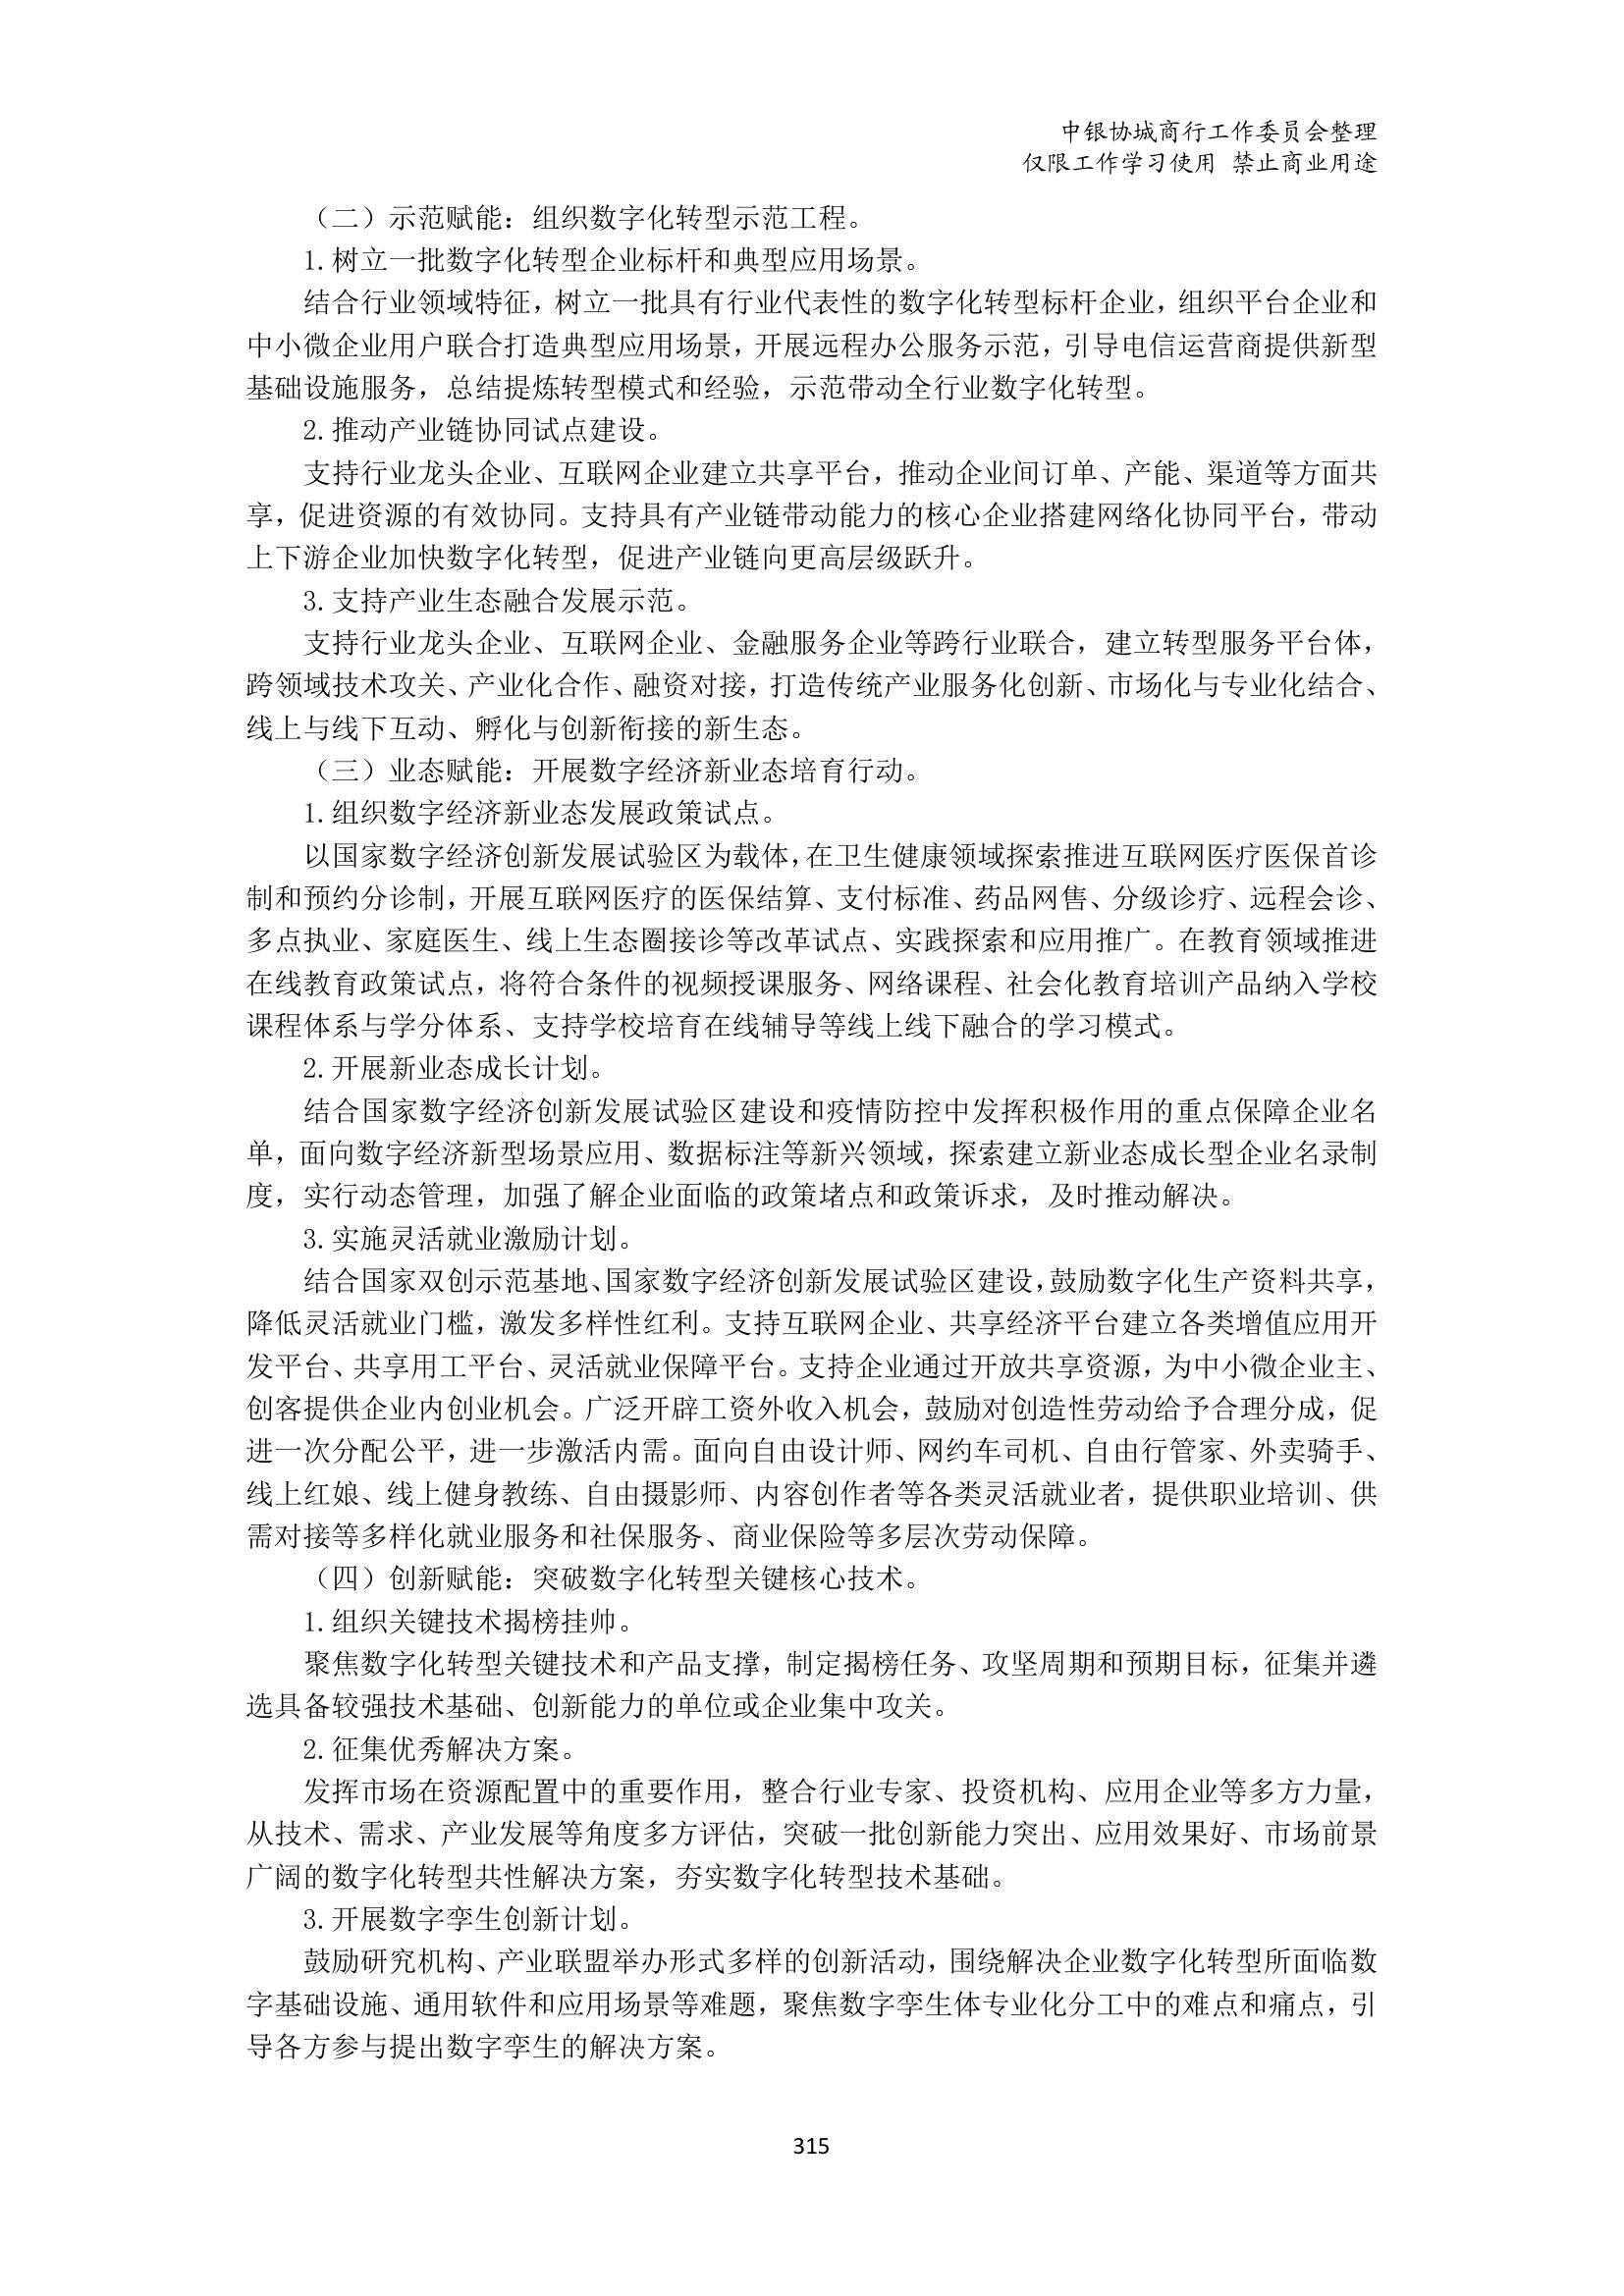 中银协城商行工作委员会整理
仅限工作学习使用 禁止商业用途
（二）示范赋能：组织数字化转型示范工程。
1.树立一批数字化转型企业标杆和典型应用场景。
结合行业领域特征，树立一批具有行业代表性的数字化转型标杆企业，组织平台企业和
中小微企业用户联合打造典型应用场景，开展远程办公服务示范，引导电信运营商提供新型
基础设施服务，总结提炼转型模式和经验，示范带动全行业数字化转型。
2.推动产业链协同试点建设。
支持行业龙头企业、互联网企业建立共享平台，推动企业间订单、产能、渠道等方面共
享，促进资源的有效协同。支持具有产业链带动能力的核心企业搭建网络化协同平台，带动
上下游企业加快数字化转型，促进产业链向更高层级跃升。
3.支持产业生态融合发展示范。
支持行业龙头企业、互联网企业、金融服务企业等跨行业联合，建立转型服务平台体，
跨领域技术攻关、产业化合作、融资对接，打造传统产业服务化创新、市场化与专业化结合、
线上与线下互动、孵化与创新衔接的新生态。
（三）业态赋能：开展数字经济新业态培育行动。
1.组织数字经济新业态发展政策试点。
以国家数字经济创新发展试验区为载体，在卫生健康领域探索推进互联网医疗医保首诊
制和预约分诊制，开展互联网医疗的医保结算、支付标准、药品网售、分级诊疗、远程会诊、
多点执业、家庭医生、线上生态圈接诊等改革试点、实践探索和应用推广。在教育领域推进
在线教育政策试点，将符合条件的视频授课服务、网络课程、社会化教育培训产品纳入学校
课程体系与学分体系、支持学校培育在线辅导等线上线下融合的学习模式。
2.开展新业态成长计划。
结合国家数字经济创新发展试验区建设和疫情防控中发挥积极作用的重点保障企业名
单，面向数字经济新型场景应用、数据标注等新兴领域，探索建立新业态成长型企业名录制
度，实行动态管理，加强了解企业面临的政策堵点和政策诉求，及时推动解决。
3.实施灵活就业激励计划。
结合国家双创示范基地、国家数字经济创新发展试验区建设，鼓励数字化生产资料共享，
降低灵活就业门槛，激发多样性红利。支持互联网企业、共享经济平台建立各类增值应用开
发平台、共享用工平台、灵活就业保障平台。支持企业通过开放共享资源，为中小微企业主、
创客提供企业内创业机会。广泛开辟工资外收入机会，鼓励对创造性劳动给予合理分成，促
进一次分配公平，进一步激活内需。面向自由设计师、网约车司机、自由行管家、外卖骑手、
线上红娘、线上健身教练、自由摄影师、内容创作者等各类灵活就业者，提供职业培训、供
需对接等多样化就业服务和社保服务、商业保险等多层次劳动保障。
（四）创新赋能：突破数字化转型关键核心技术。
1.组织关键技术揭榜挂帅。
聚焦数字化转型关键技术和产品支撑，制定揭榜任务、攻坚周期和预期目标，征集并遴
选具备较强技术基础、创新能力的单位或企业集中攻关。
2.征集优秀解决方案。
发挥市场在资源配置中的重要作用，整合行业专家、投资机构、应用企业等多方力量，
从技术、需求、产业发展等角度多方评估，突破一批创新能力突出、应用效果好、市场前景
广阔的数字化转型共性解决方案，夯实数字化转型技术基础。
3.开展数字孪生创新计划。
鼓励研究机构、产业联盟举办形式多样的创新活动，围绕解决企业数字化转型所面临数
字基础设施、通用软件和应用场景等难题，聚焦数字孪生体专业化分工中的难点和痛点，引
导各方参与提出数字孪生的解决方案。
315